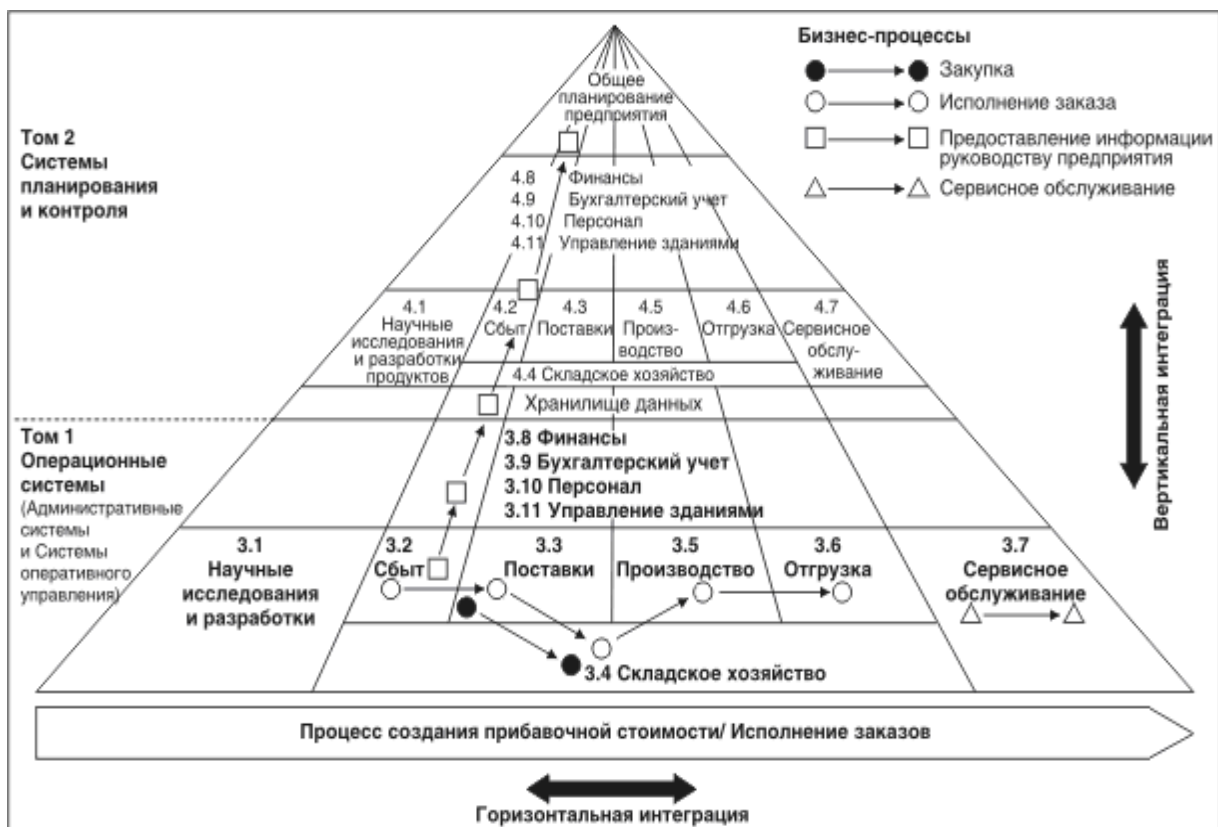 Бизнес-процессы
Закупка
Исполнение заказа
Предоставление информации
руководству предприятия
Сервисное обслуживание
Общее
планирование
предприятия
Том 2
Системы
планирования
и контроля
4.8 Финансы
4.9 Бухгалтерский учет
4.10 Персонал
4.11 Управление зданиями
4.1
Научные
исследования
и разработки
продуктов
4.2
Сбыт
4.3
Поставки
4.5
Произ-
водство
4.6
Отгрузка
4.7
Сервисное
обслу-
живание
4.4 Складское хозяйство
Хранилище данных
Вертикальная интеграция
Том 1
Операционные
системы
(Административные
системы
и Системы
оперативного
управления)
3.8 Финансы
3.9 Бухгалтерский учет
3.10 Персонал
3.11 Управление зданиями
3.1
Научные
исследования
и разработки
3.2
Сбыт
3.3
Поставки
3.5
Производство
3.6
Отгрузка
3.7
Сервисное
обслуживание
3.4 Складское хозяйство
Процесс создания прибавочной стоимости/ Исполнение заказов
Горизонтальная интеграция